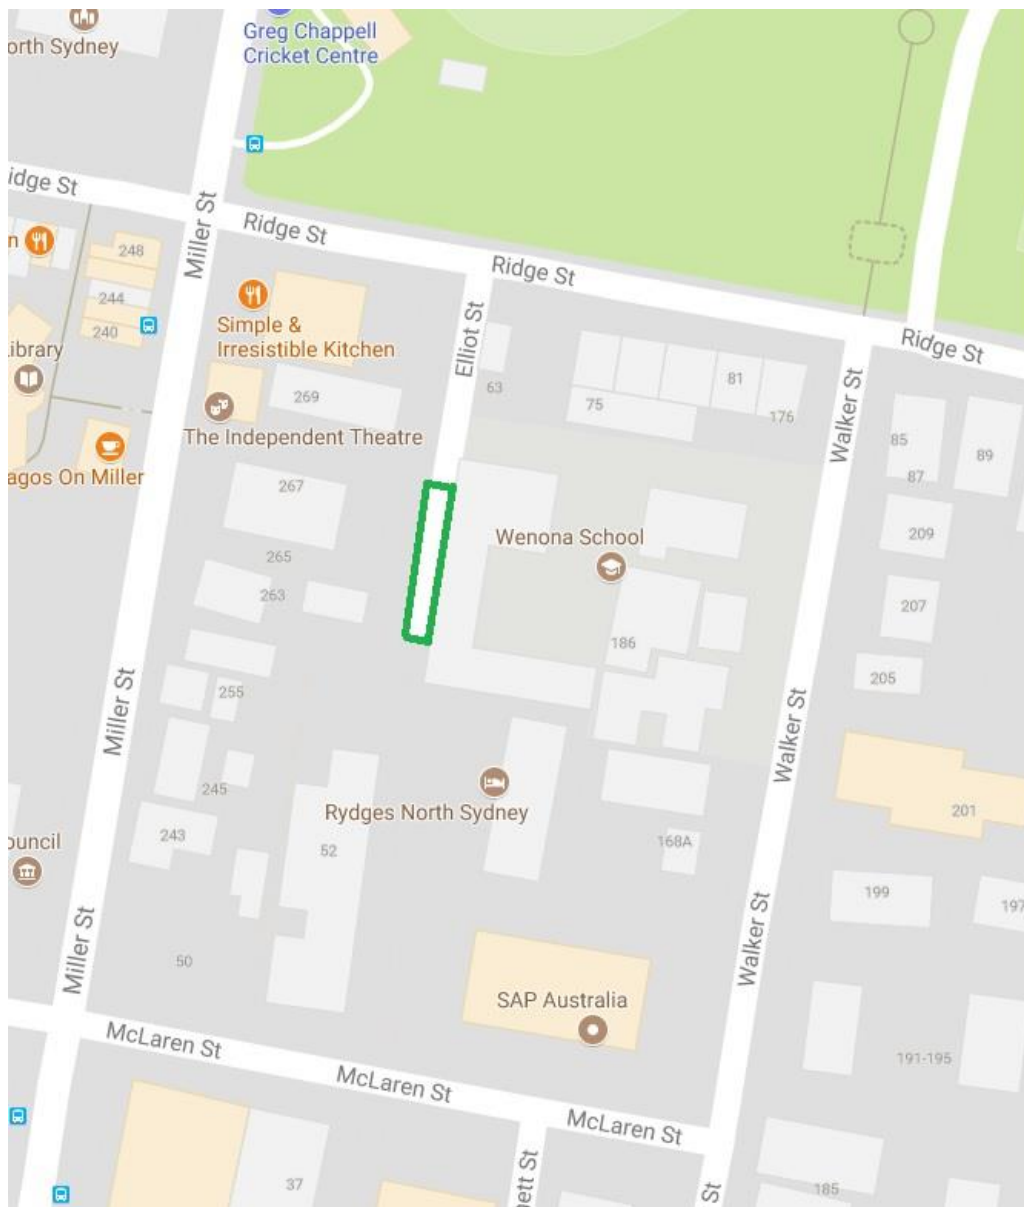 orth Sydney
Greg Chappell
Cricket Centre
idge St
Miller St
Ridge St
Ridge St
Ridge St
n
248
244
240
ibrary
Simple &
Irresistible Kitchen
Elliot St
63
81
75
176
Walker St
85
87
89
269
The Independent Theatre
agos On Miller
267
265
263
Wenona School
209
207
205
186
255
Miller St
Walker St
245
243
Rydges North Sydney
52
168A
201
ouncil
199
197
Miller St
50
Walker St
SAP Australia
McLaren St
McLaren St
McLaren St
191-195
37
nett St
St
185